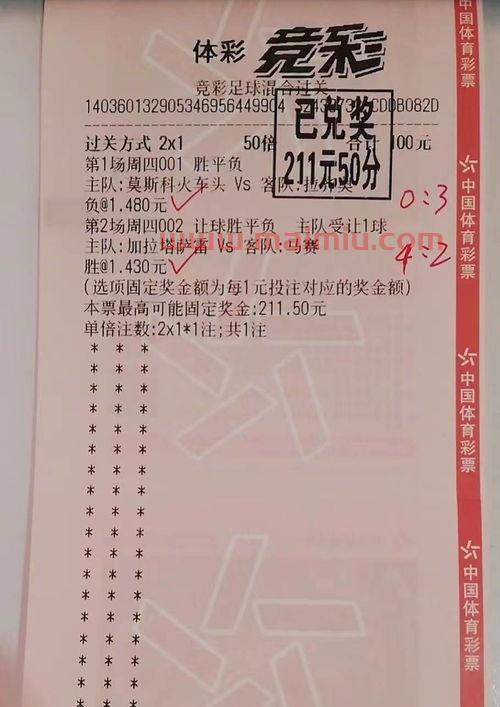 体彩 竞彩
竞彩足球混合过关
140360132905346956449904
CDDB082D
已兑奖
211元50分
过关方式 2x1 50倍 合计 100元
第1场周四001 胜平负
主队:莫斯科火车头 Vs 客队:拉
负@1.480元
0:3
第2场周四002 让球胜平负 主队受让1球
主队:加拉塔萨雷 Vs 客队:马赛
胜@1.430元
4:2
www.maimiu.com
(选项固定奖金额为每1元投注对应的奖金额)
本票最高可能固定奖金:211.50元
单倍注数:2x1*1注;共1注
中国体育彩票
中国体育彩票
中国体育彩票
中国体育彩票